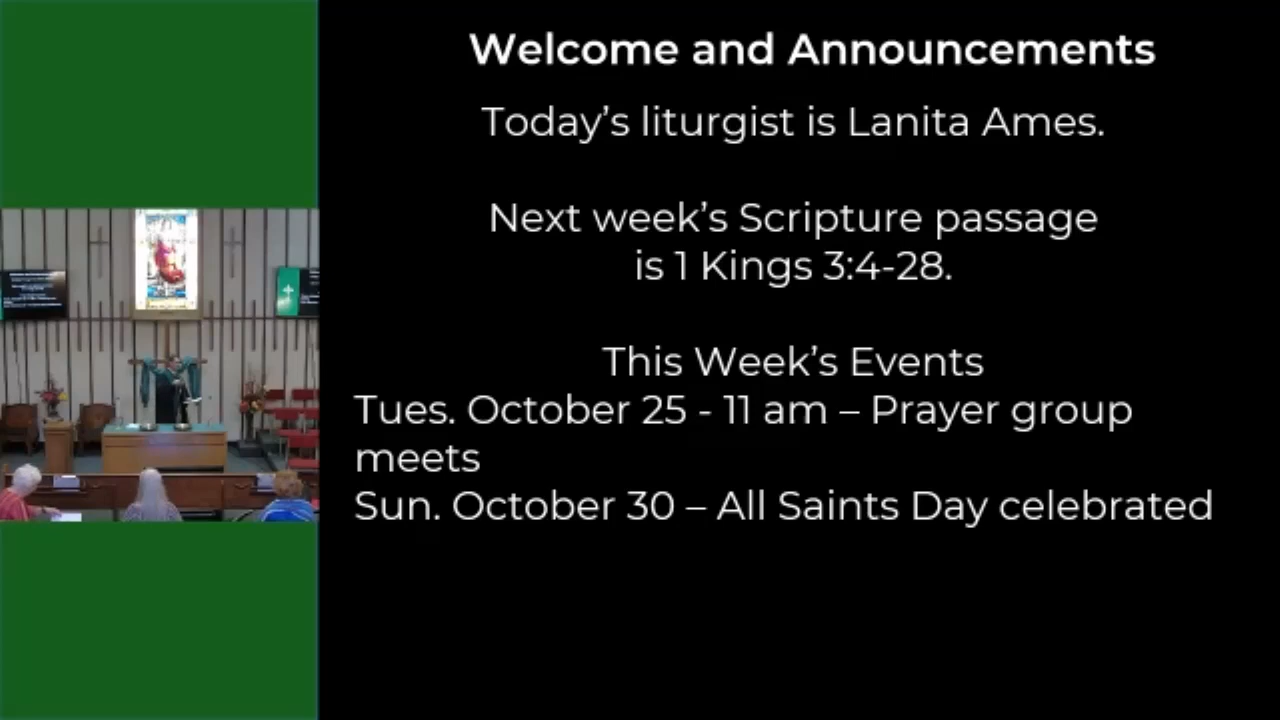 Welcome and Announcements
Today’s liturgist is Lanita Ames.
Next week’s Scripture passage
is 1 Kings 3:4-28.
This Week’s Events
Tues. October 25 - 11 am – Prayer group
meets
Sun. October 30 – All Saints Day celebrated